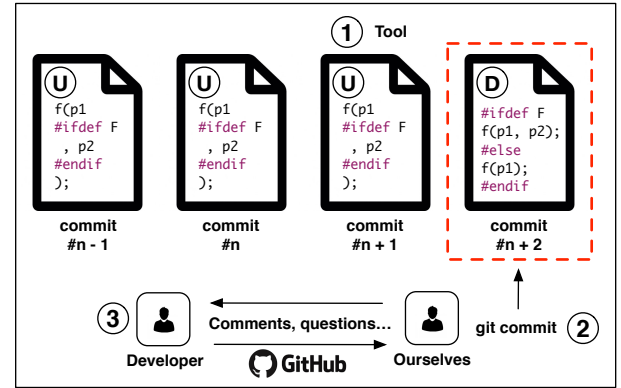 1 Tool
U
f(p1
#ifdef F
, p2
#endif
);
commit
#n - 1
U
f(p1
#ifdef F
, p2
#endif
);
commit
#n
U
f(p1
#ifdef F
, p2
#endif
);
commit
#n + 1
D
#ifdef F
f(p1, p2);
#else
f(p1);
#endif
commit
#n + 2
3
Developer
Comments, questions…
GitHub
Ourselves
git commit 2